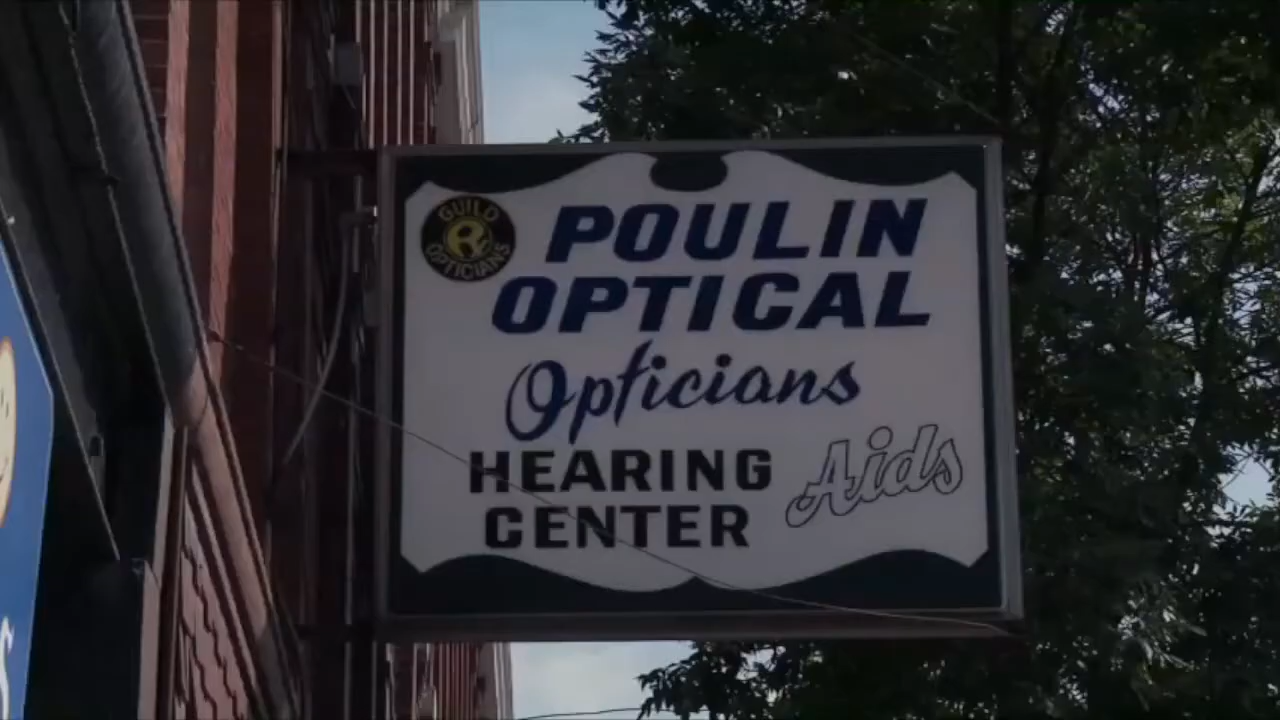 GUILD
R
OPTICIANS
POULIN
OPTICAL
Opticians
HEARING
CENTER
Aids